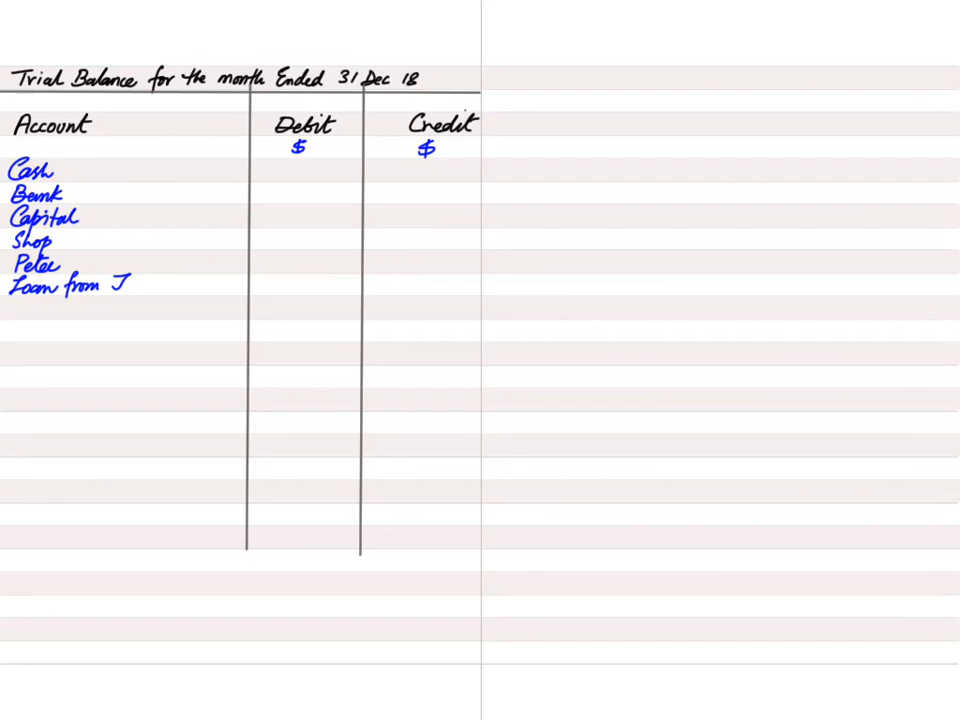 Trial Balance for the month Ended 31 Dec 18
Account Debit Credit
$ $
Cash
Bank
Capital
Shop
Peter
Loan from J